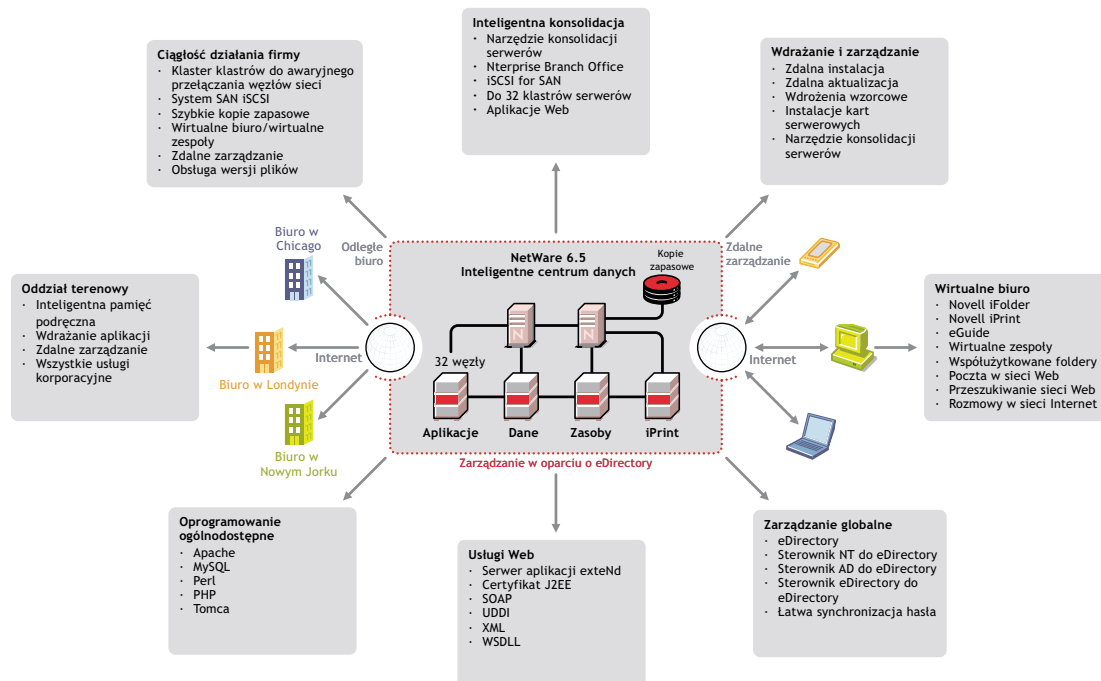 Inteligentna konsolidacja
· Narzędzie konsolidacji
serwerów
· Nterprise Branch Office
· iSCSI for SAN
· Do 32 klastrów serwerów
· Aplikacje Web
Ciągłość działania firmy
· Klaster klastrów do awaryjnego
przełączania węzłów sieci
· System SAN iSCSI
· Szybkie kopie zapasowe
· Wirtualne biuro/wirtualne
zespoły
· Zdalne zarządzanie
· Obsługa wersji plików
Wdrażanie i zarządzanie
· Zdalna instalacja
· Zdalna aktualizacja
· Wdrożenia wzorcowe
· Instalacje kart
serwerowych
· Narzędzie konsolidacji
serwerów
Biuro w
Chicago
Odległe
biuro
NetWare 6.5
Inteligentne centrum danych
Kopie
zapasowe
Zdalne
zarządzanie
Oddział terenowy
· Inteligentna pamięć
podręczna
· Wdrażanie aplikacji
· Zdalne zarządzanie
· Wszystkie usługi
korporacyjne
Internet
Biuro w Londynie
32 węzły
Internet
Wirtualne biuro
· Novell iFolder
· Novell iPrint
· eGuide
· Wirtualne zespoły
· Współużytkowane foldery
· Poczta w sieci Web
· Przeszukiwanie sieci Web
· Rozmowy w sieci Internet
N
N
Aplikacje
Dane
Zasoby
iPrint
Biuro w
Nowym Jorku
Zarządzanie w oparciu o eDirectory
Oprogramowanie
ogólnodostępne
· Apache
· MySQL
· Perl
· PHP
· Tomca
Usługi Web
· Serwer aplikacji exteNd
· Certyfikat J2EE
· SOAP
· UDDI
· XML
· WSDLL
Zarządzanie globalne
· eDirectory
· Sterownik NT do eDirectory
· Sterownik AD do eDirectory
· Sterownik eDirectory do
eDirectory
· Łatwa synchronizacja hasła